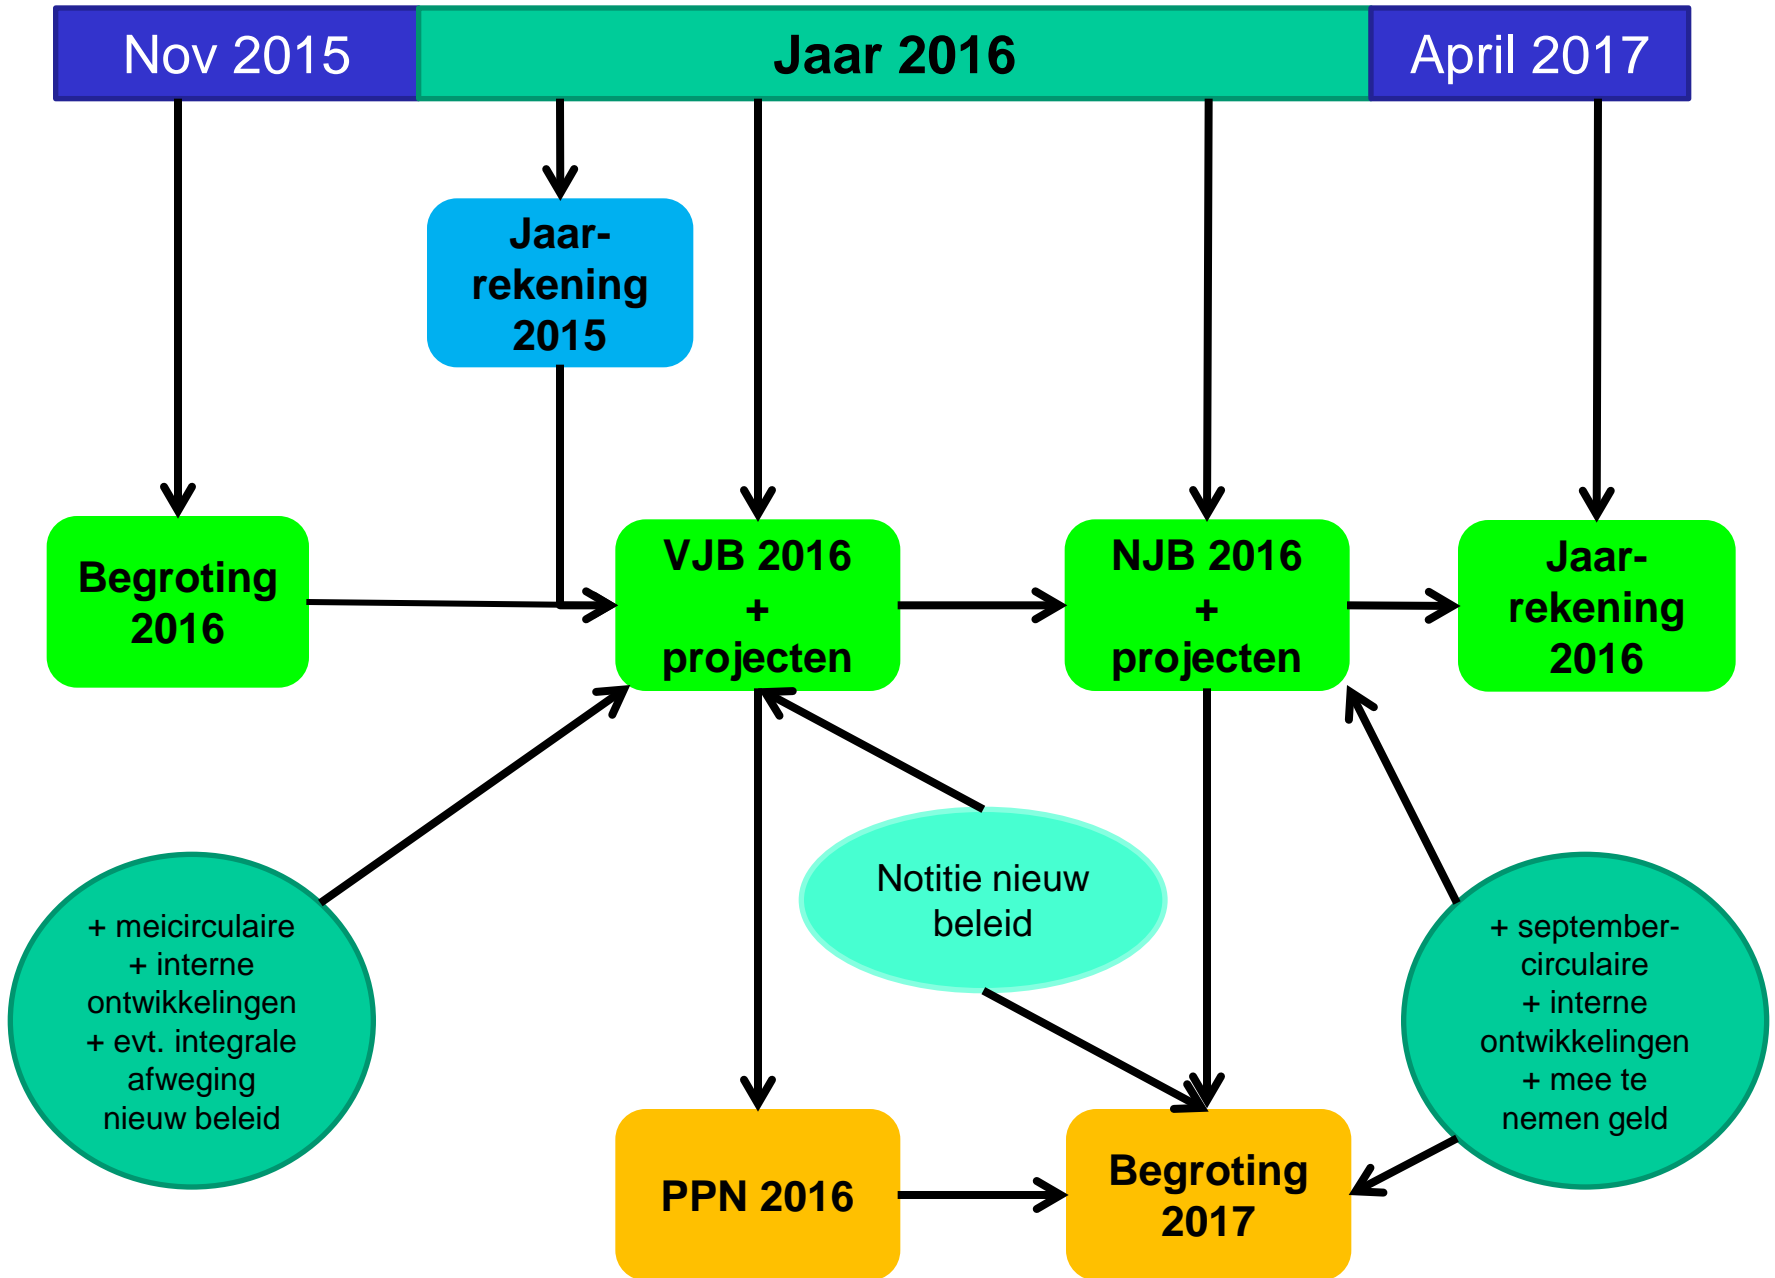 Nov 2015
Jaar 2016
April 2017
Jaar-
rekening
2015
Begroting
2016
VJB 2016
+
projecten
NJB 2016
+
projecten
Jaar-
rekening
2016
+ meicirculaire
+ interne
ontwikkelingen
+ evt. integrale
afweging
nieuw beleid
Notitie nieuw
beleid
+ september-
circulaire
+ interne
ontwikkelingen
+ mee te
nemen geld
PPN 2016
Begroting
2017